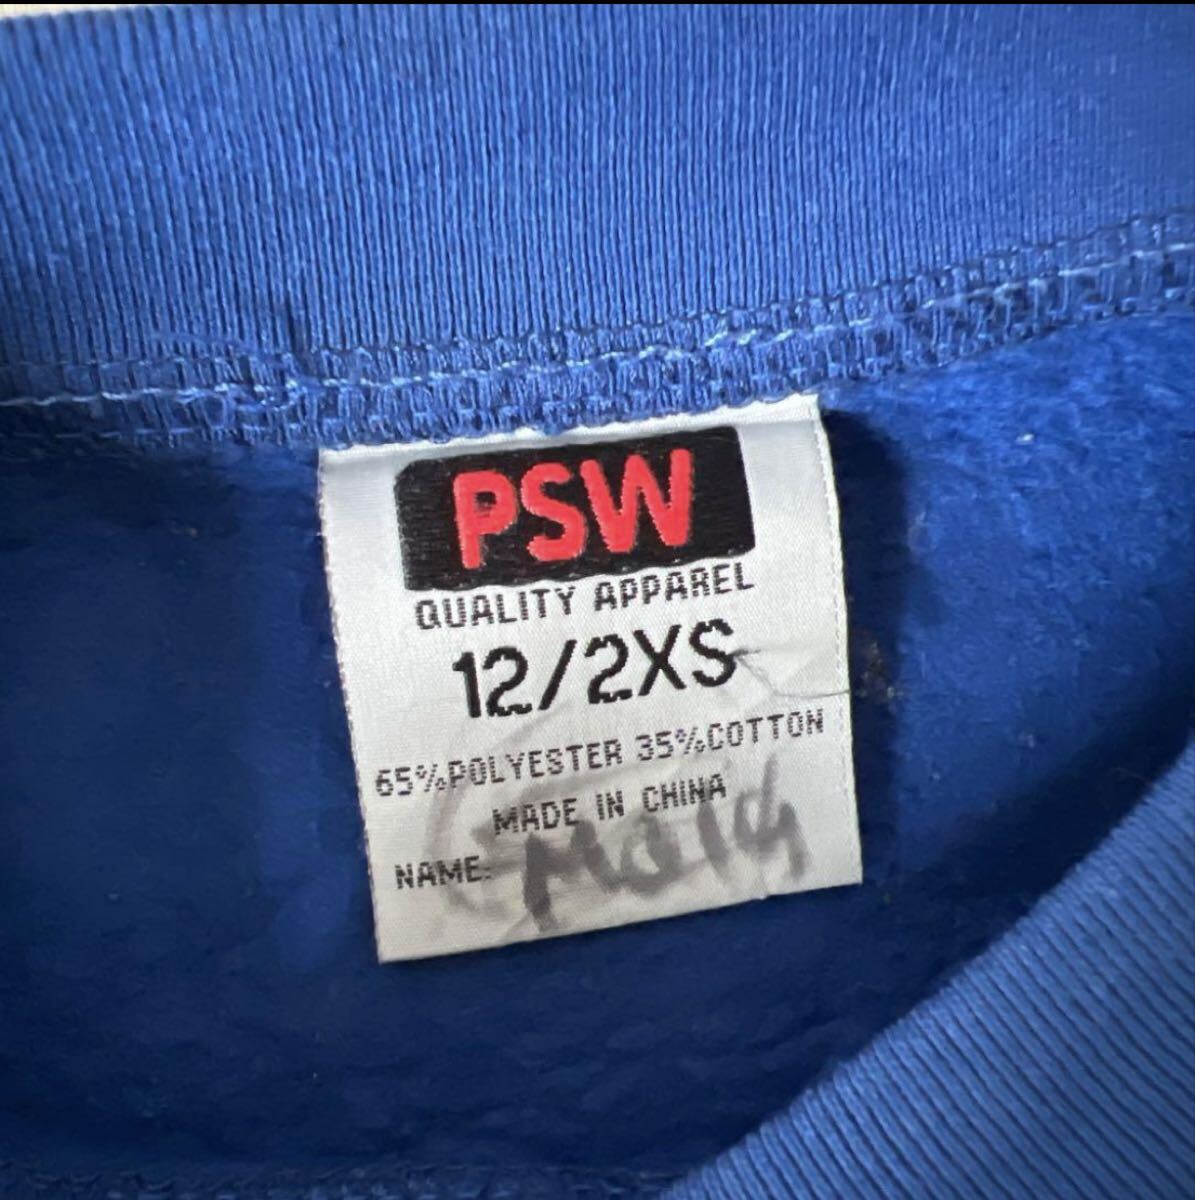 PSW
QUALITY APPAREL
12/2XS
65%POLYESTER 35%COTTON
MADE IN CHINA
NAME: